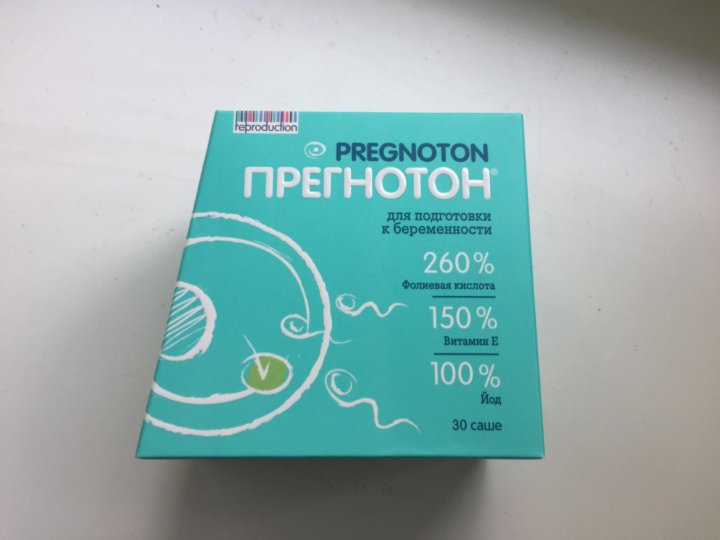 reproduction
PREGNOTON
ПРЕГНОТОН®
для подготовки
к беременности
260%
Фолиевая кислота
150%
Витамин Е
100%
Йод
30 саше